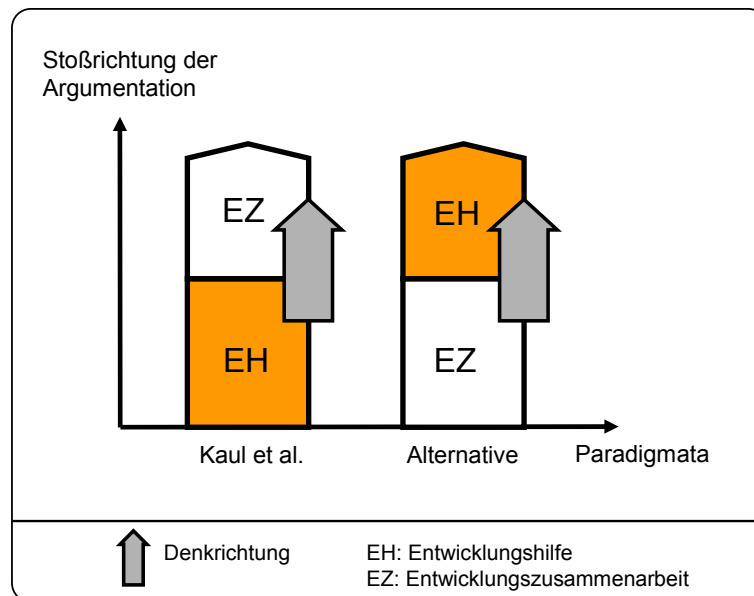 Stoßrichtung der
Argumentation
EZ
EH
EH
EZ
Kaul et al.
Alternative
Paradigmata
Denkrichtung
EH: Entwicklungshilfe
EZ: Entwicklungszusammenarbeit